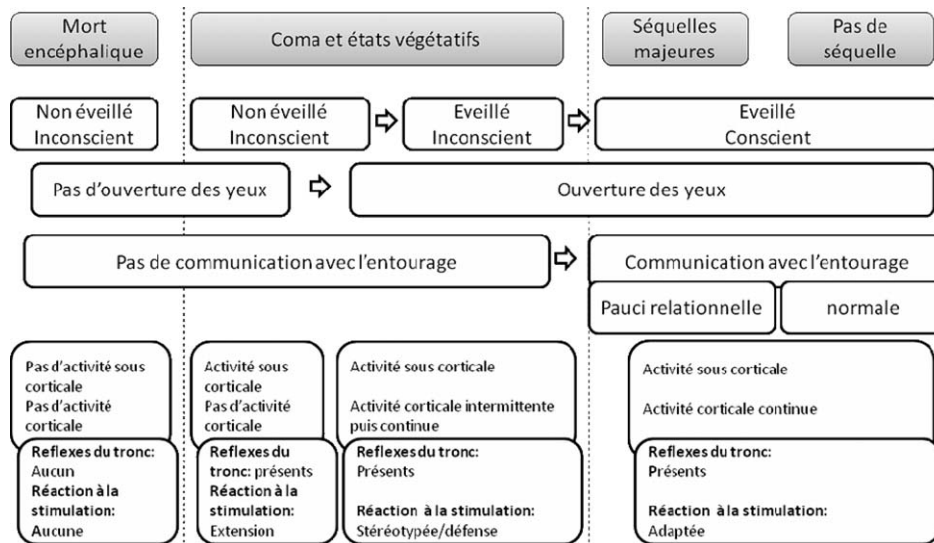 Mort
encéphalique
Coma et états végétatifs
Séquelles
majeures
Pas de
séquelle
Non éveillé
Inconscient
Non éveillé
Inconscient
Eveillé
Inconscient
Eveillé
Conscient
Pas d'ouverture des yeux
Ouverture des yeux
Pas de communication avec l'entourage
Communication avec l'entourage
Pauci relationnelle
normale
Pas d'activité sous
corticale
Pas d'activité
corticale
Activité sous
corticale
Pas d'activité
corticale
Activité sous corticale
Activité corticale intermittente
puis continue
Activité sous corticale
Activité corticale continue
Reflexes du tronc:
Aucun
Réaction à la
stimulation:
Aucune
Reflexes du
tronc: présents
Réaction à la
stimulation:
Extension
Reflexes du tronc:
Présents
Réaction à la stimulation:
Stéréotypée/défense
Reflexes du tronc:
Présents
Réaction à la stimulation:
Adaptée